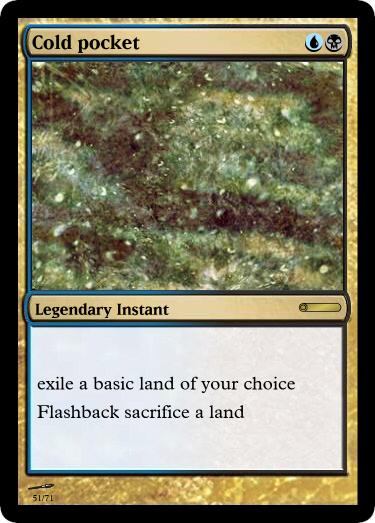 Cold pocket
Legendary Instant
exile a basic land of your choice
Flashback sacrifice a land
51/71